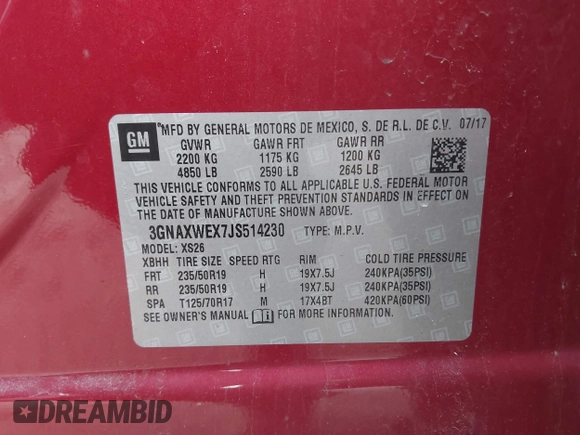 GM
MFD BY GENERAL MOTORS DE MEXICO, S. DE R.L. DE C.V. 07/17
GVWR GAWR FRT GAWR RR
2200 KG 1175 KG 1200 KG
4850 LB 2590 LB 2645 LB
THIS VEHICLE CONFORMS TO ALL APPLICABLE U.S. FEDERAL MOTOR
VEHICLE SAFETY AND THEFT PREVENTION STANDARDS IN EFFECT ON
THE DATE OF MANUFACTURE SHOWN ABOVE.
3GNAXWEX7JS514230 TYPE: M.P.V.
MODEL: XS26
XBHH TIRE SIZE SPEED RTG RIM COLD TIRE PRESSURE
FRT 235/50R19 H 19X7.5J 240KPA(35PSI)
RR 235/50R19 H 19X7.5J 240KPA(35PSI)
SPA T125/70R17 M 17X4BT 420KPA(60PSI)
SEE OWNER'S MANUAL FOR MORE INFORMATION.
DREAMBID